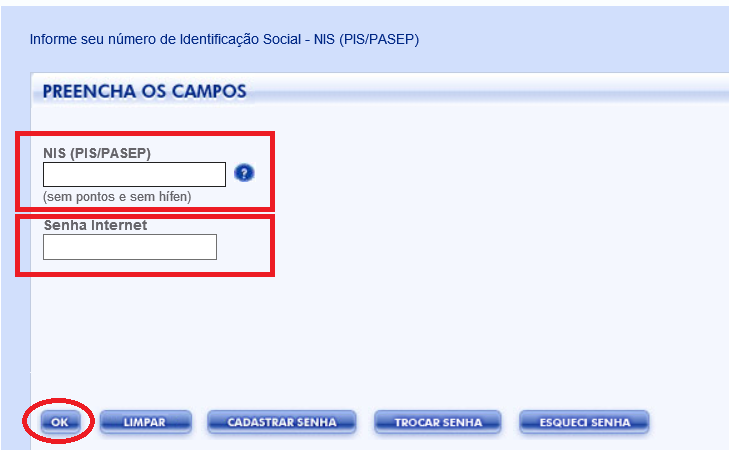 Informe seu número de Identificação Social - NIS (PIS/PASEP)
PREENCHA OS CAMPOS
NIS (PIS/PASEP)
?
(sem pontos e sem hífen)
Senha Internet
OK LIMPAR CADASTRAR SENHA TROCAR SENHA ESQUECI SENHA